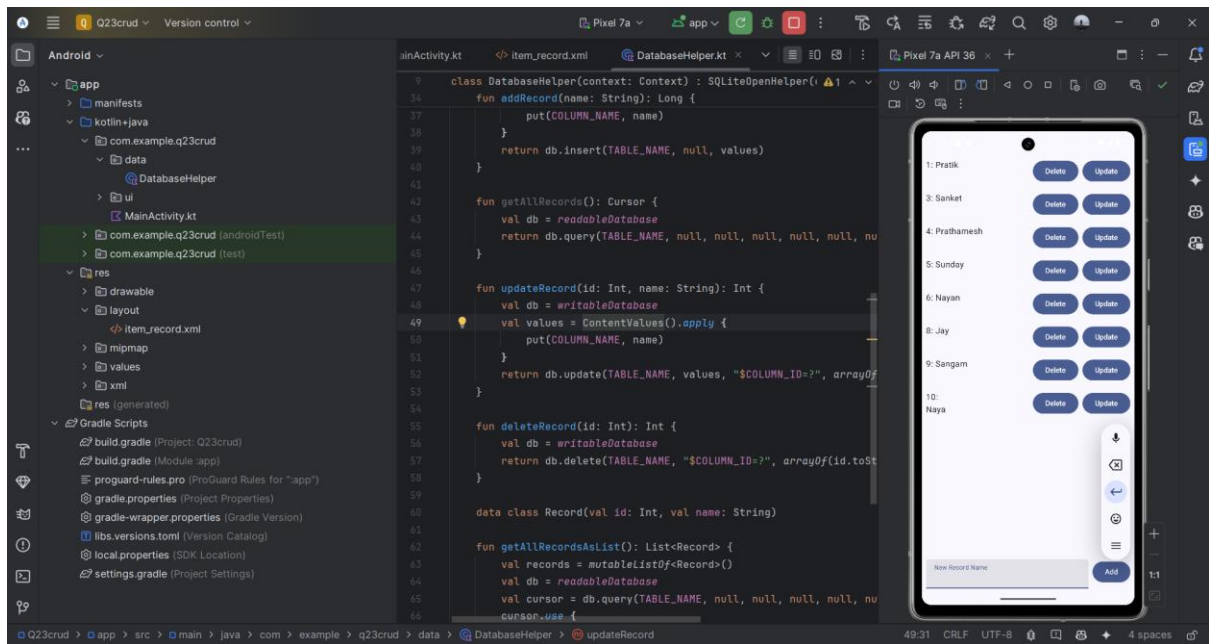 Q Q23crud Version control Pixel 7a app
Android
app
manifests
kotlin+java
com.example.q23crud
data
DatabaseHelper
ui
MainActivity.kt
com.example.q23crud (androidTest)
com.example.q23crud (test)
res
drawable
layout
item_record.xml
mipmap
values
xml
res (generated)
Gradle Scripts
build.gradle (Project: Q23crud)
build.gradle (Module :app)
proguard-rules.pro (ProGuard Rules for ":app")
gradle.properties (Project Properties)
gradle-wrapper.properties (Gradle Version)
libs.versions.toml (Version Catalog)
local.properties (SDK Location)
settings.gradle (Project Settings)
ainActivity.kt item_record.xml DatabaseHelper.kt
9 class DatabaseHelper(context: Context) : SQLiteOpenHelper( 1
34 fun addRecord(name: String): Long {
37 put(COLUMN_NAME, name)
38 }
39 return db.insert(TABLE_NAME, null, values)
40 }
41
42 fun getAllRecords(): Cursor {
43 val db = readableDatabase
44 return db.query(TABLE_NAME, null, null, null, null, null, nu
45 }
46
47 fun updateRecord(id: Int, name: String): Int {
48 val db = writableDatabase
49 val values = ContentValues().apply {
50 put(COLUMN_NAME, name)
51 }
52 return db.update(TABLE_NAME, values, "$COLUMN_ID=?", arrayOf
53 }
54
55 fun deleteRecord(id: Int): Int {
56 val db = writableDatabase
57 return db.delete(TABLE_NAME, "$COLUMN_ID=?", arrayOf(id.toSt
58 }
59
60 data class Record(val id: Int, val name: String)
61
62 fun getAllRecordsAsList(): List<Record> {
63 val records = mutableListOf<Record>()
64 val db = readableDatabase
65 val cursor = db.query(TABLE_NAME, null, null, null, null, null, nu
66 cursor.use {
Pixel 7a API 36
1: Pratik Delete Update
3: Sanket Delete Update
4: Prathamesh Delete Update
5: Sunday Delete Update
6: Nayan Delete Update
8: Jay Delete Update
9: Sangam Delete Update
10:
Naya Delete Update
New Record Name Add
1:1
Q23crud > app > src > main > java > com > example > q23crud > data > DatabaseHelper > updateRecord 49:31 CRLF UTF-8 4 spaces